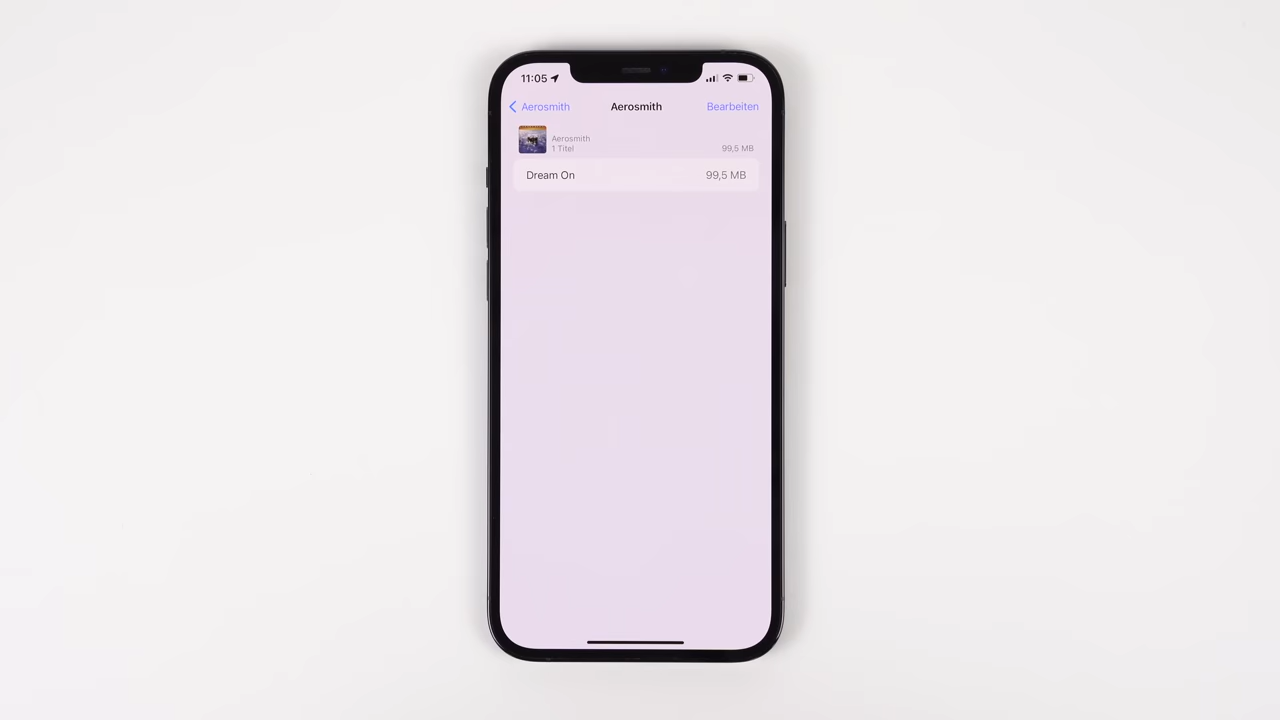 11:05
Aerosmith Aerosmith Bearbeiten
Aerosmith
1 Titel 99,5 MB
Dream On 99,5 MB